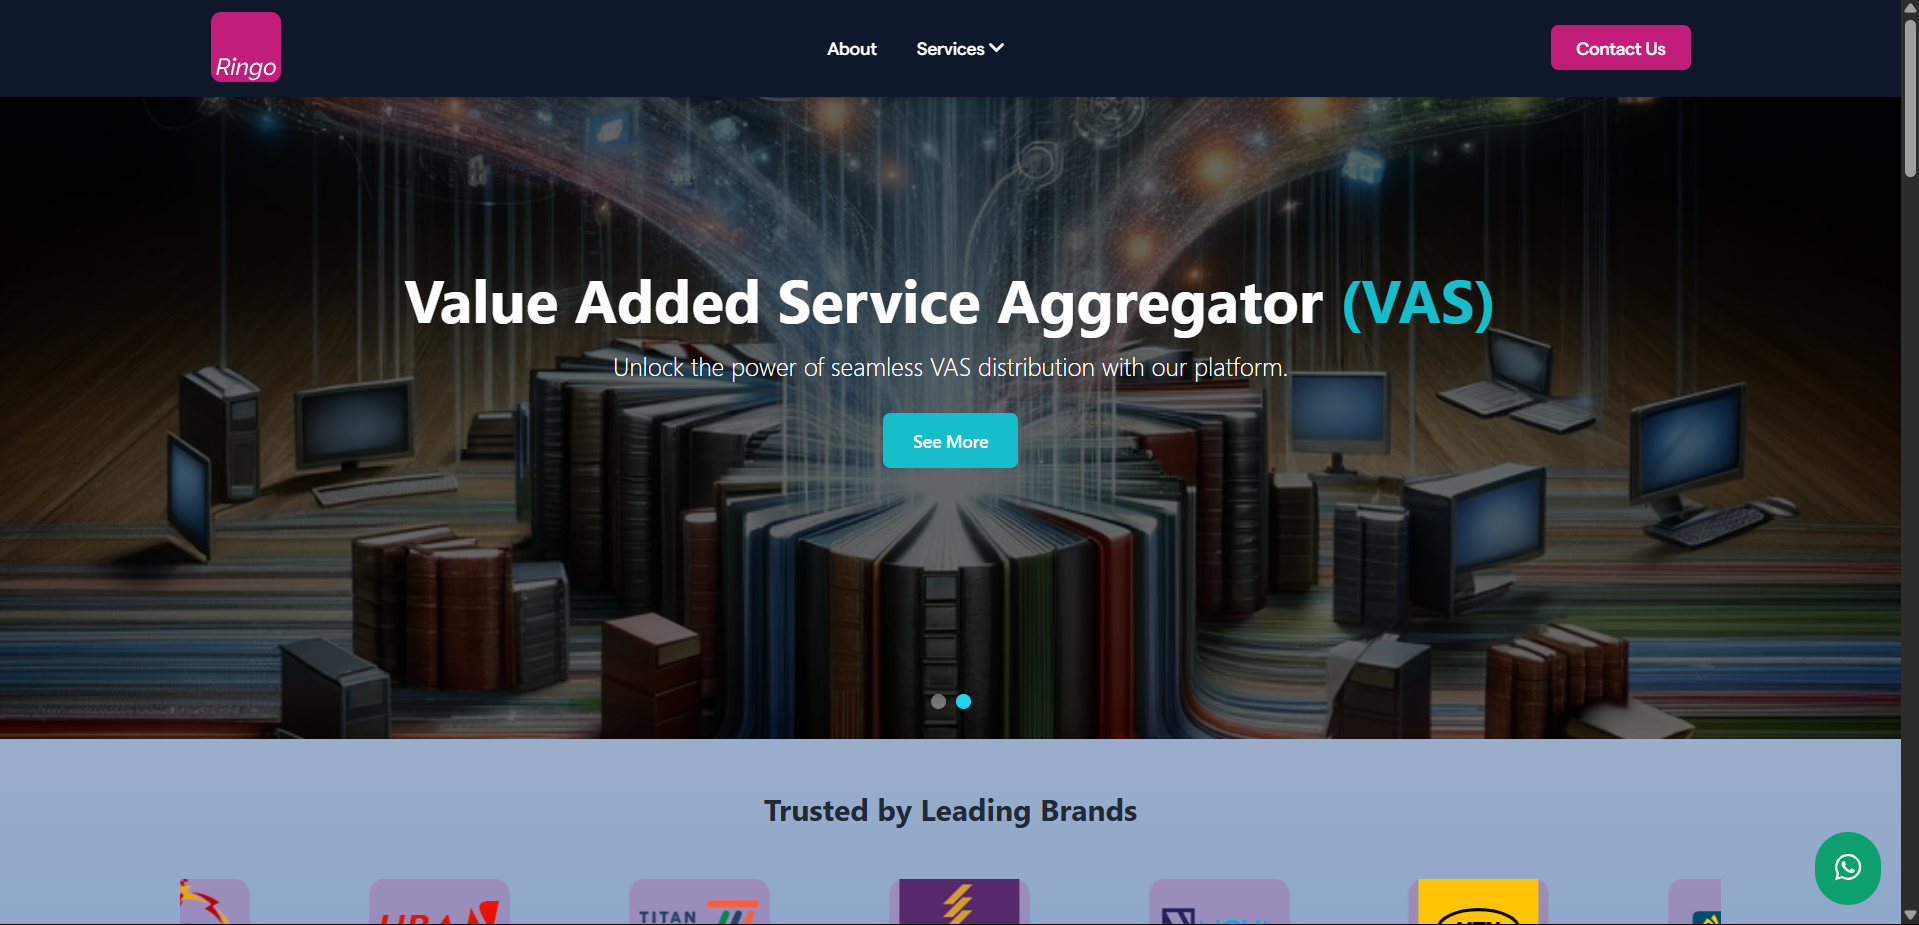 Ringo
About
Services
Contact Us
Value Added Service Aggregator (VAS)
Unlock the power of seamless VAS distribution with our platform.
See More
Trusted by Leading Brands
TITAN